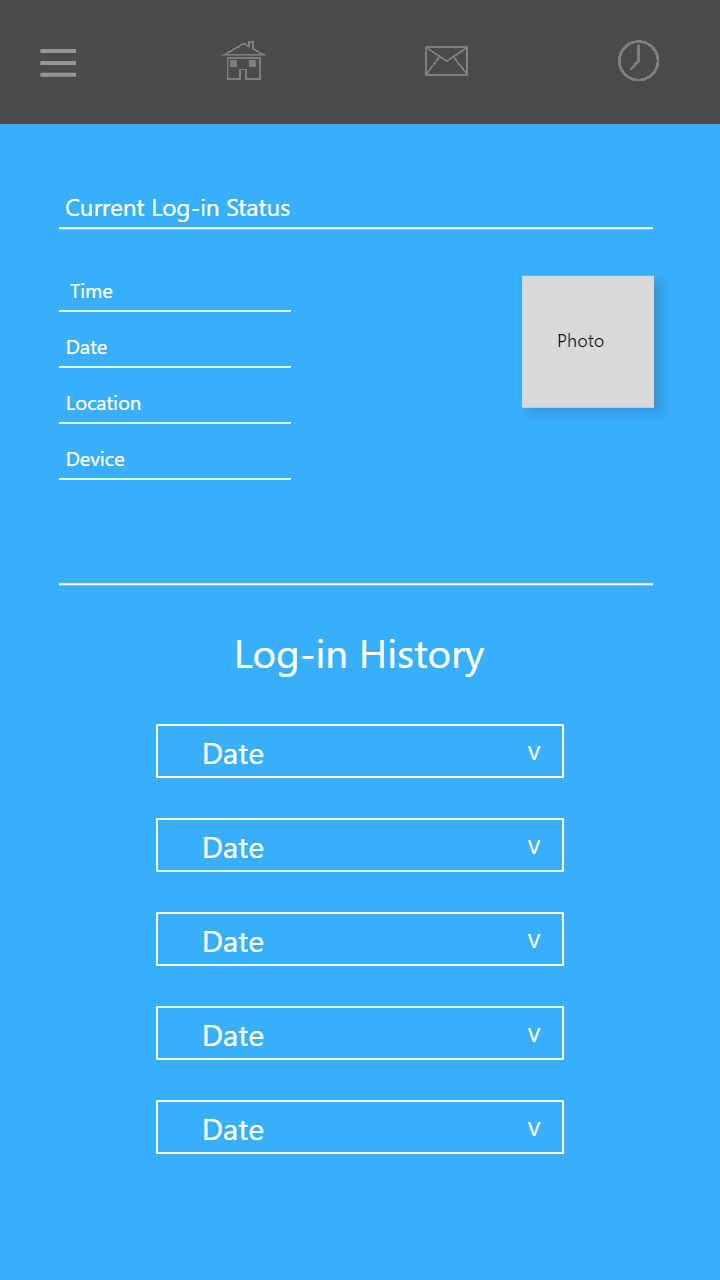 Current Log-in Status
Time
Photo
Date
Location
Device
Log-in History
Date V
Date V
Date V
Date V
Date V